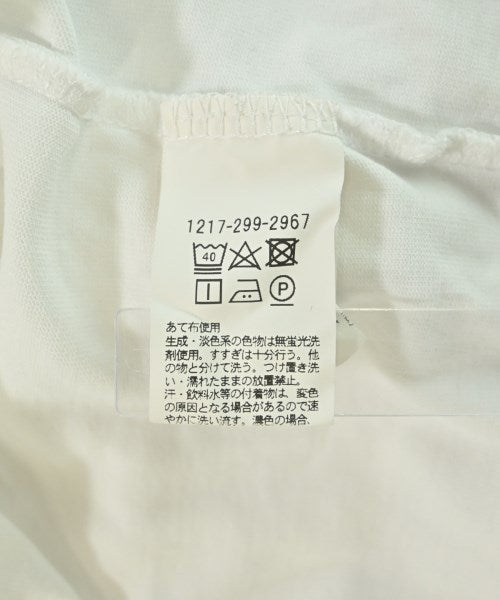 1217-299-2967
40
P
あて布使用
生成・淡色系の色物は無蛍光洗
剤使用。すすぎは十分行う。他
の物と分けて洗う。つけ置き洗
い・濡れたままの放置禁止。
汗・飲料水等の付着物は、変色
の原因となる場合があるので速
やかに洗い流す。濃色の場合、